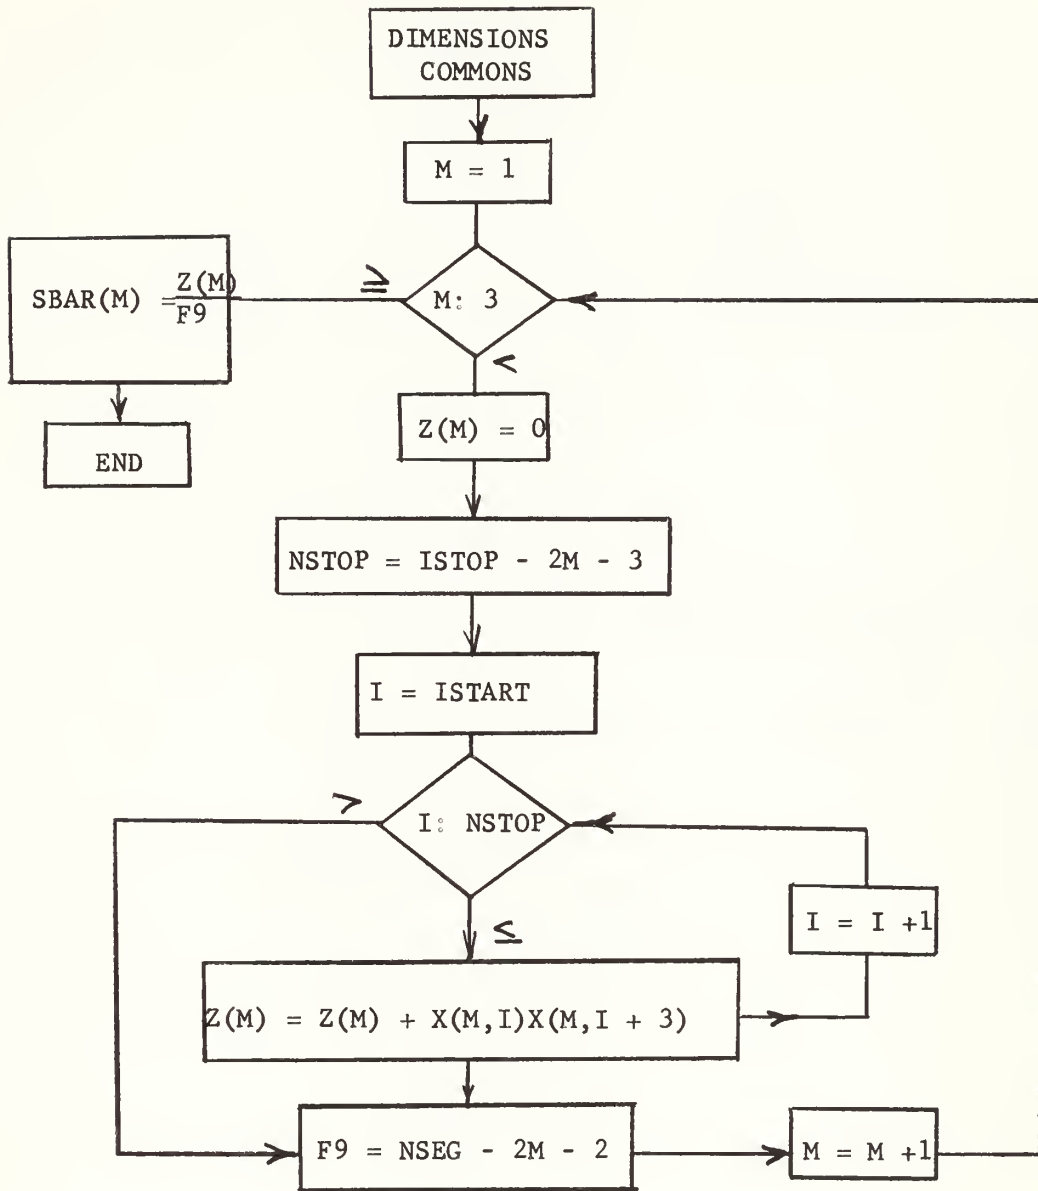 DIMENSIONS
COMMONS
M = 1
SBAR(M) = Z(M)
F9
≥
M: 3
<
Z(M) = 0
END
NSTOP = ISTOP - 2M - 3
I = ISTART
>
I: NSTOP
≤
I = I +1
Z(M) = Z(M) + X(M,I)X(M,I + 3)
F9 = NSEG - 2M - 2
M = M +1